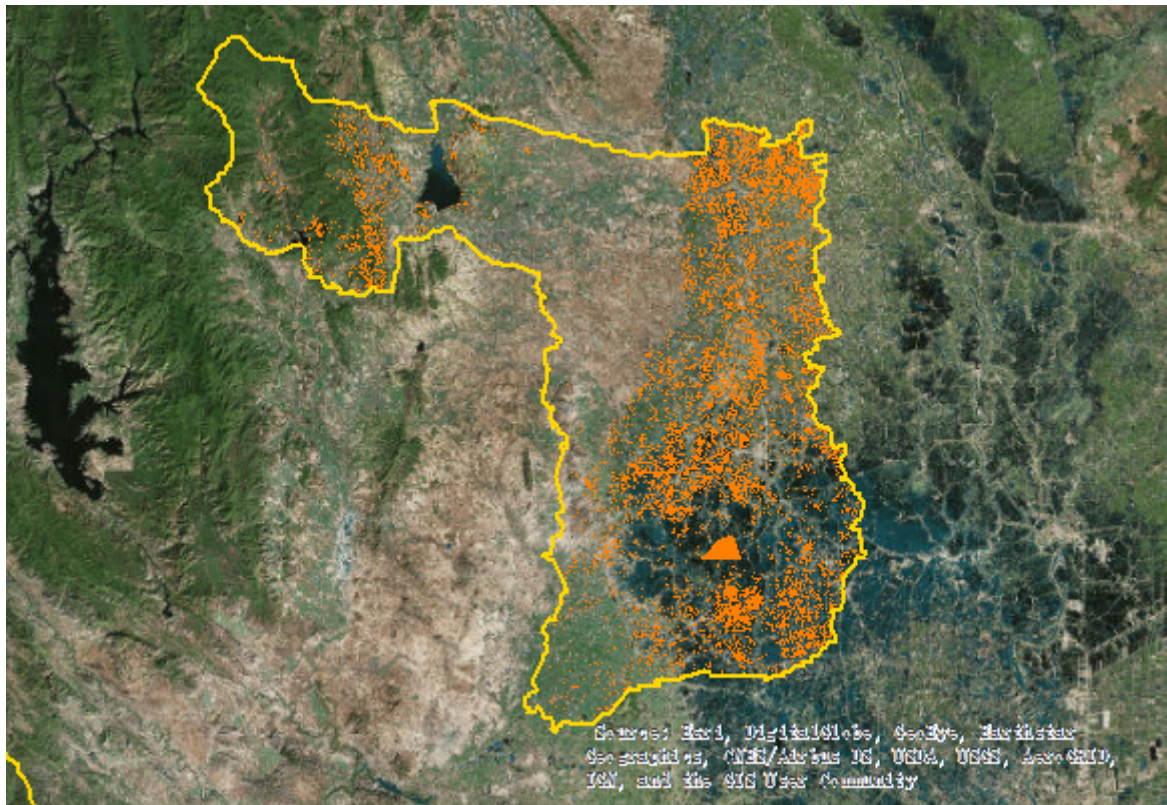 Source: Esri, DigitalGlobe, GeoEye, Earthstar
Geographics, CNES/Airbus DS, USDA, USGS, AeroGRID,
IGN, and the GIS User Community